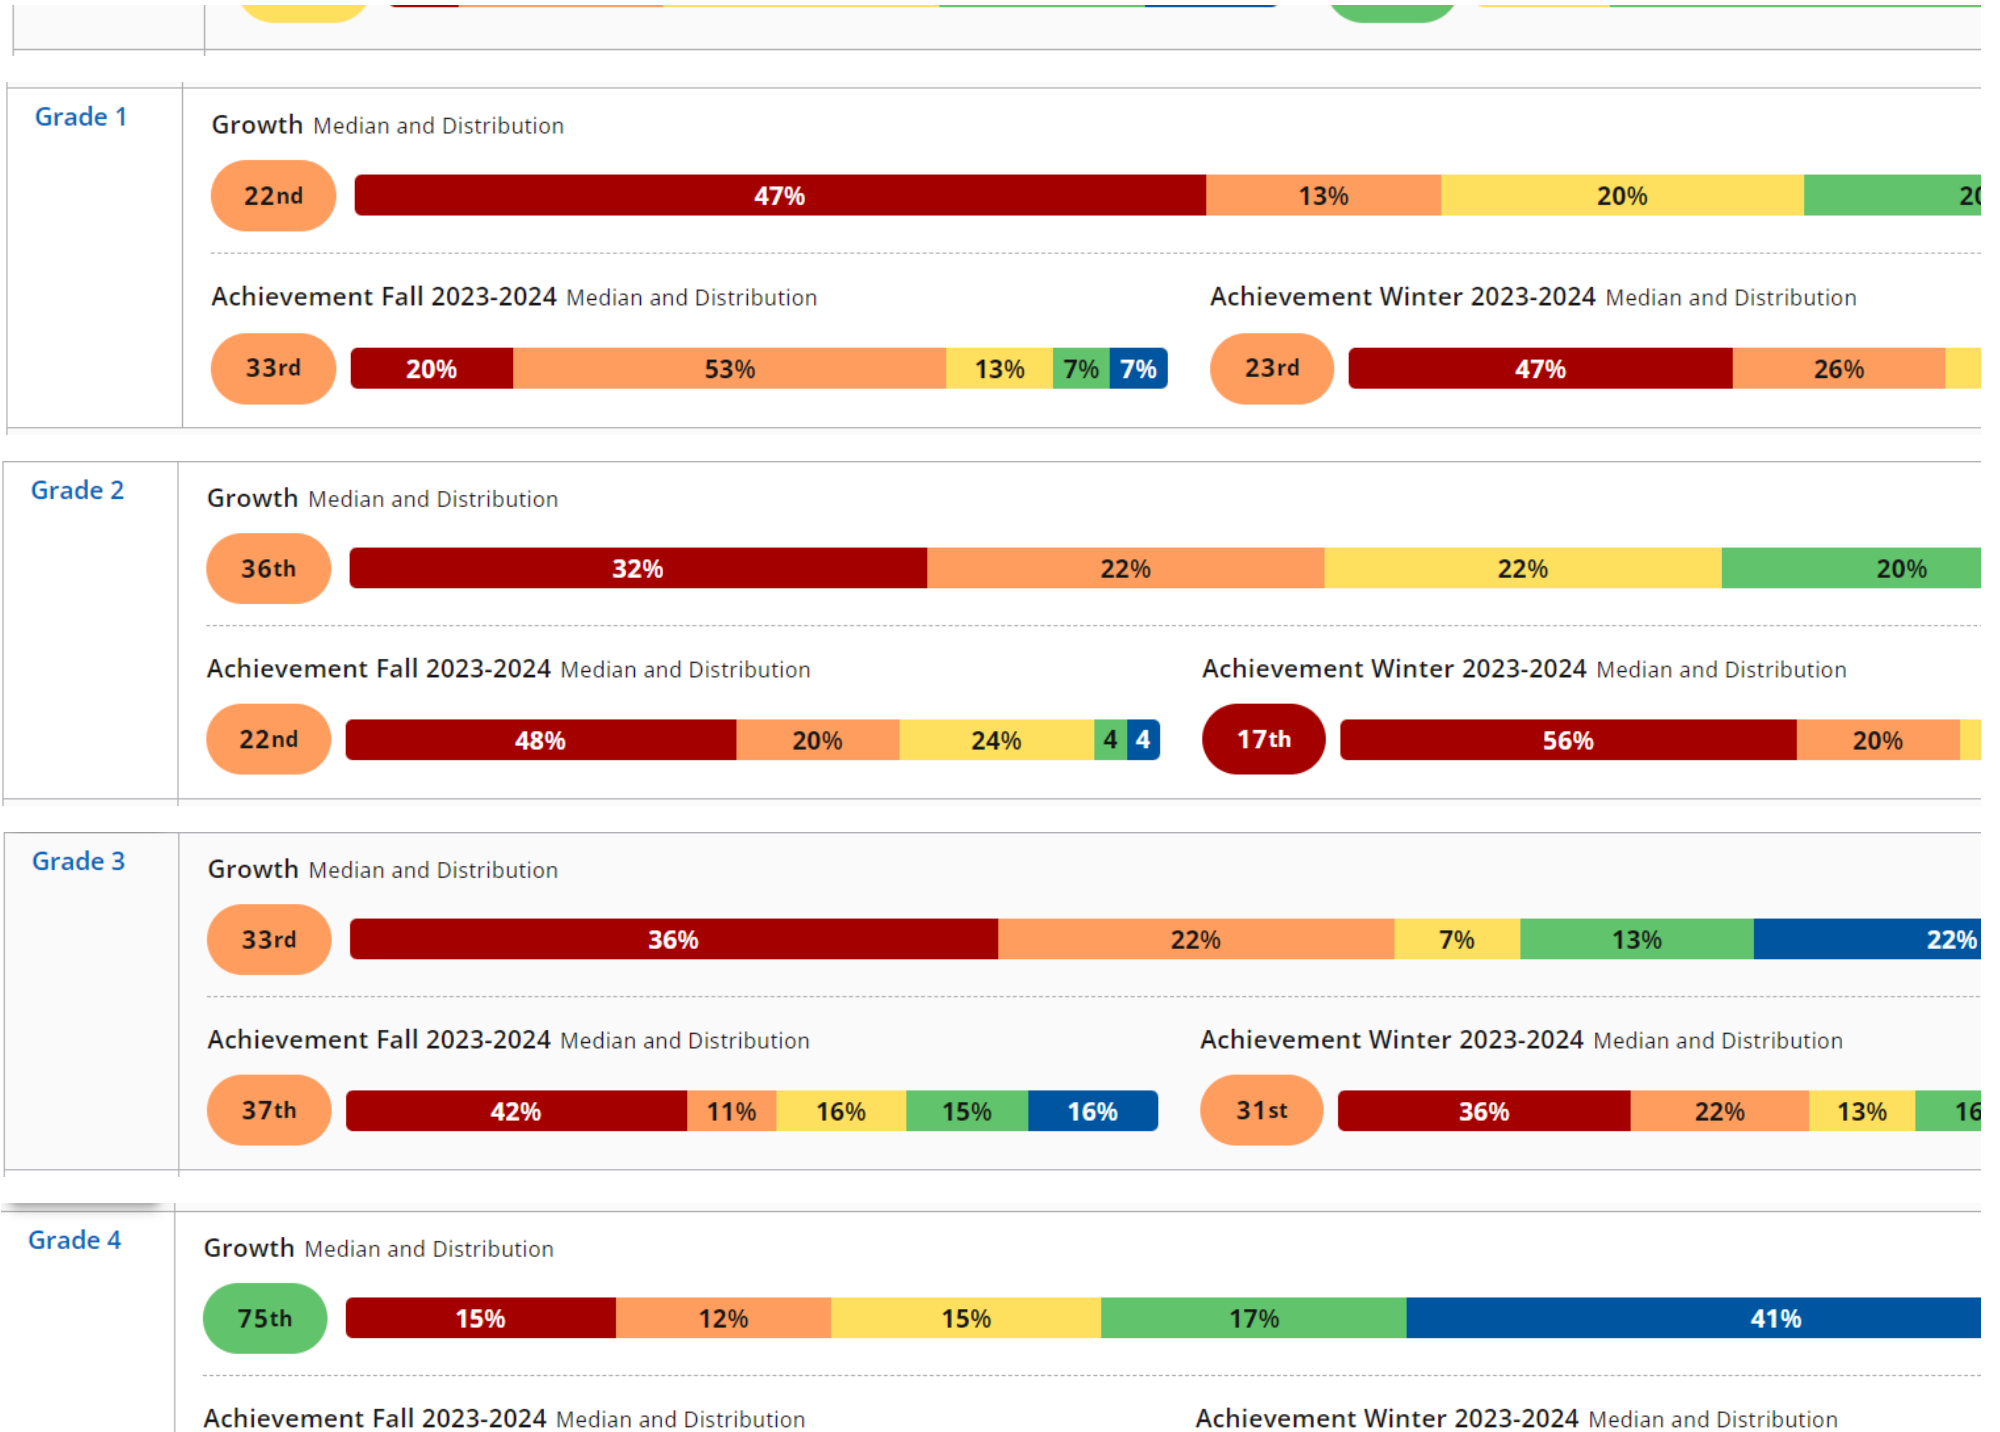 Grade 1
Growth Median and Distribution
22nd 47% 13% 20%
Achievement Fall 2023-2024 Median and Distribution Achievement Winter 2023-2024 Median and Distribution
33rd 20% 53% 13% 7% 7% 23rd 47% 26%
Grade 2
Growth Median and Distribution
36th 32% 22% 22% 20%
Achievement Fall 2023-2024 Median and Distribution Achievement Winter 2023-2024 Median and Distribution
22nd 48% 20% 24% 4 4 17th 56% 20%
Grade 3
Growth Median and Distribution
33rd 36% 22% 7% 13% 22%
Achievement Fall 2023-2024 Median and Distribution Achievement Winter 2023-2024 Median and Distribution
37th 42% 11% 16% 15% 16% 31st 36% 22% 13% 16
Grade 4
Growth Median and Distribution
75th 15% 12% 15% 17% 41%
Achievement Fall 2023-2024 Median and Distribution Achievement Winter 2023-2024 Median and Distribution